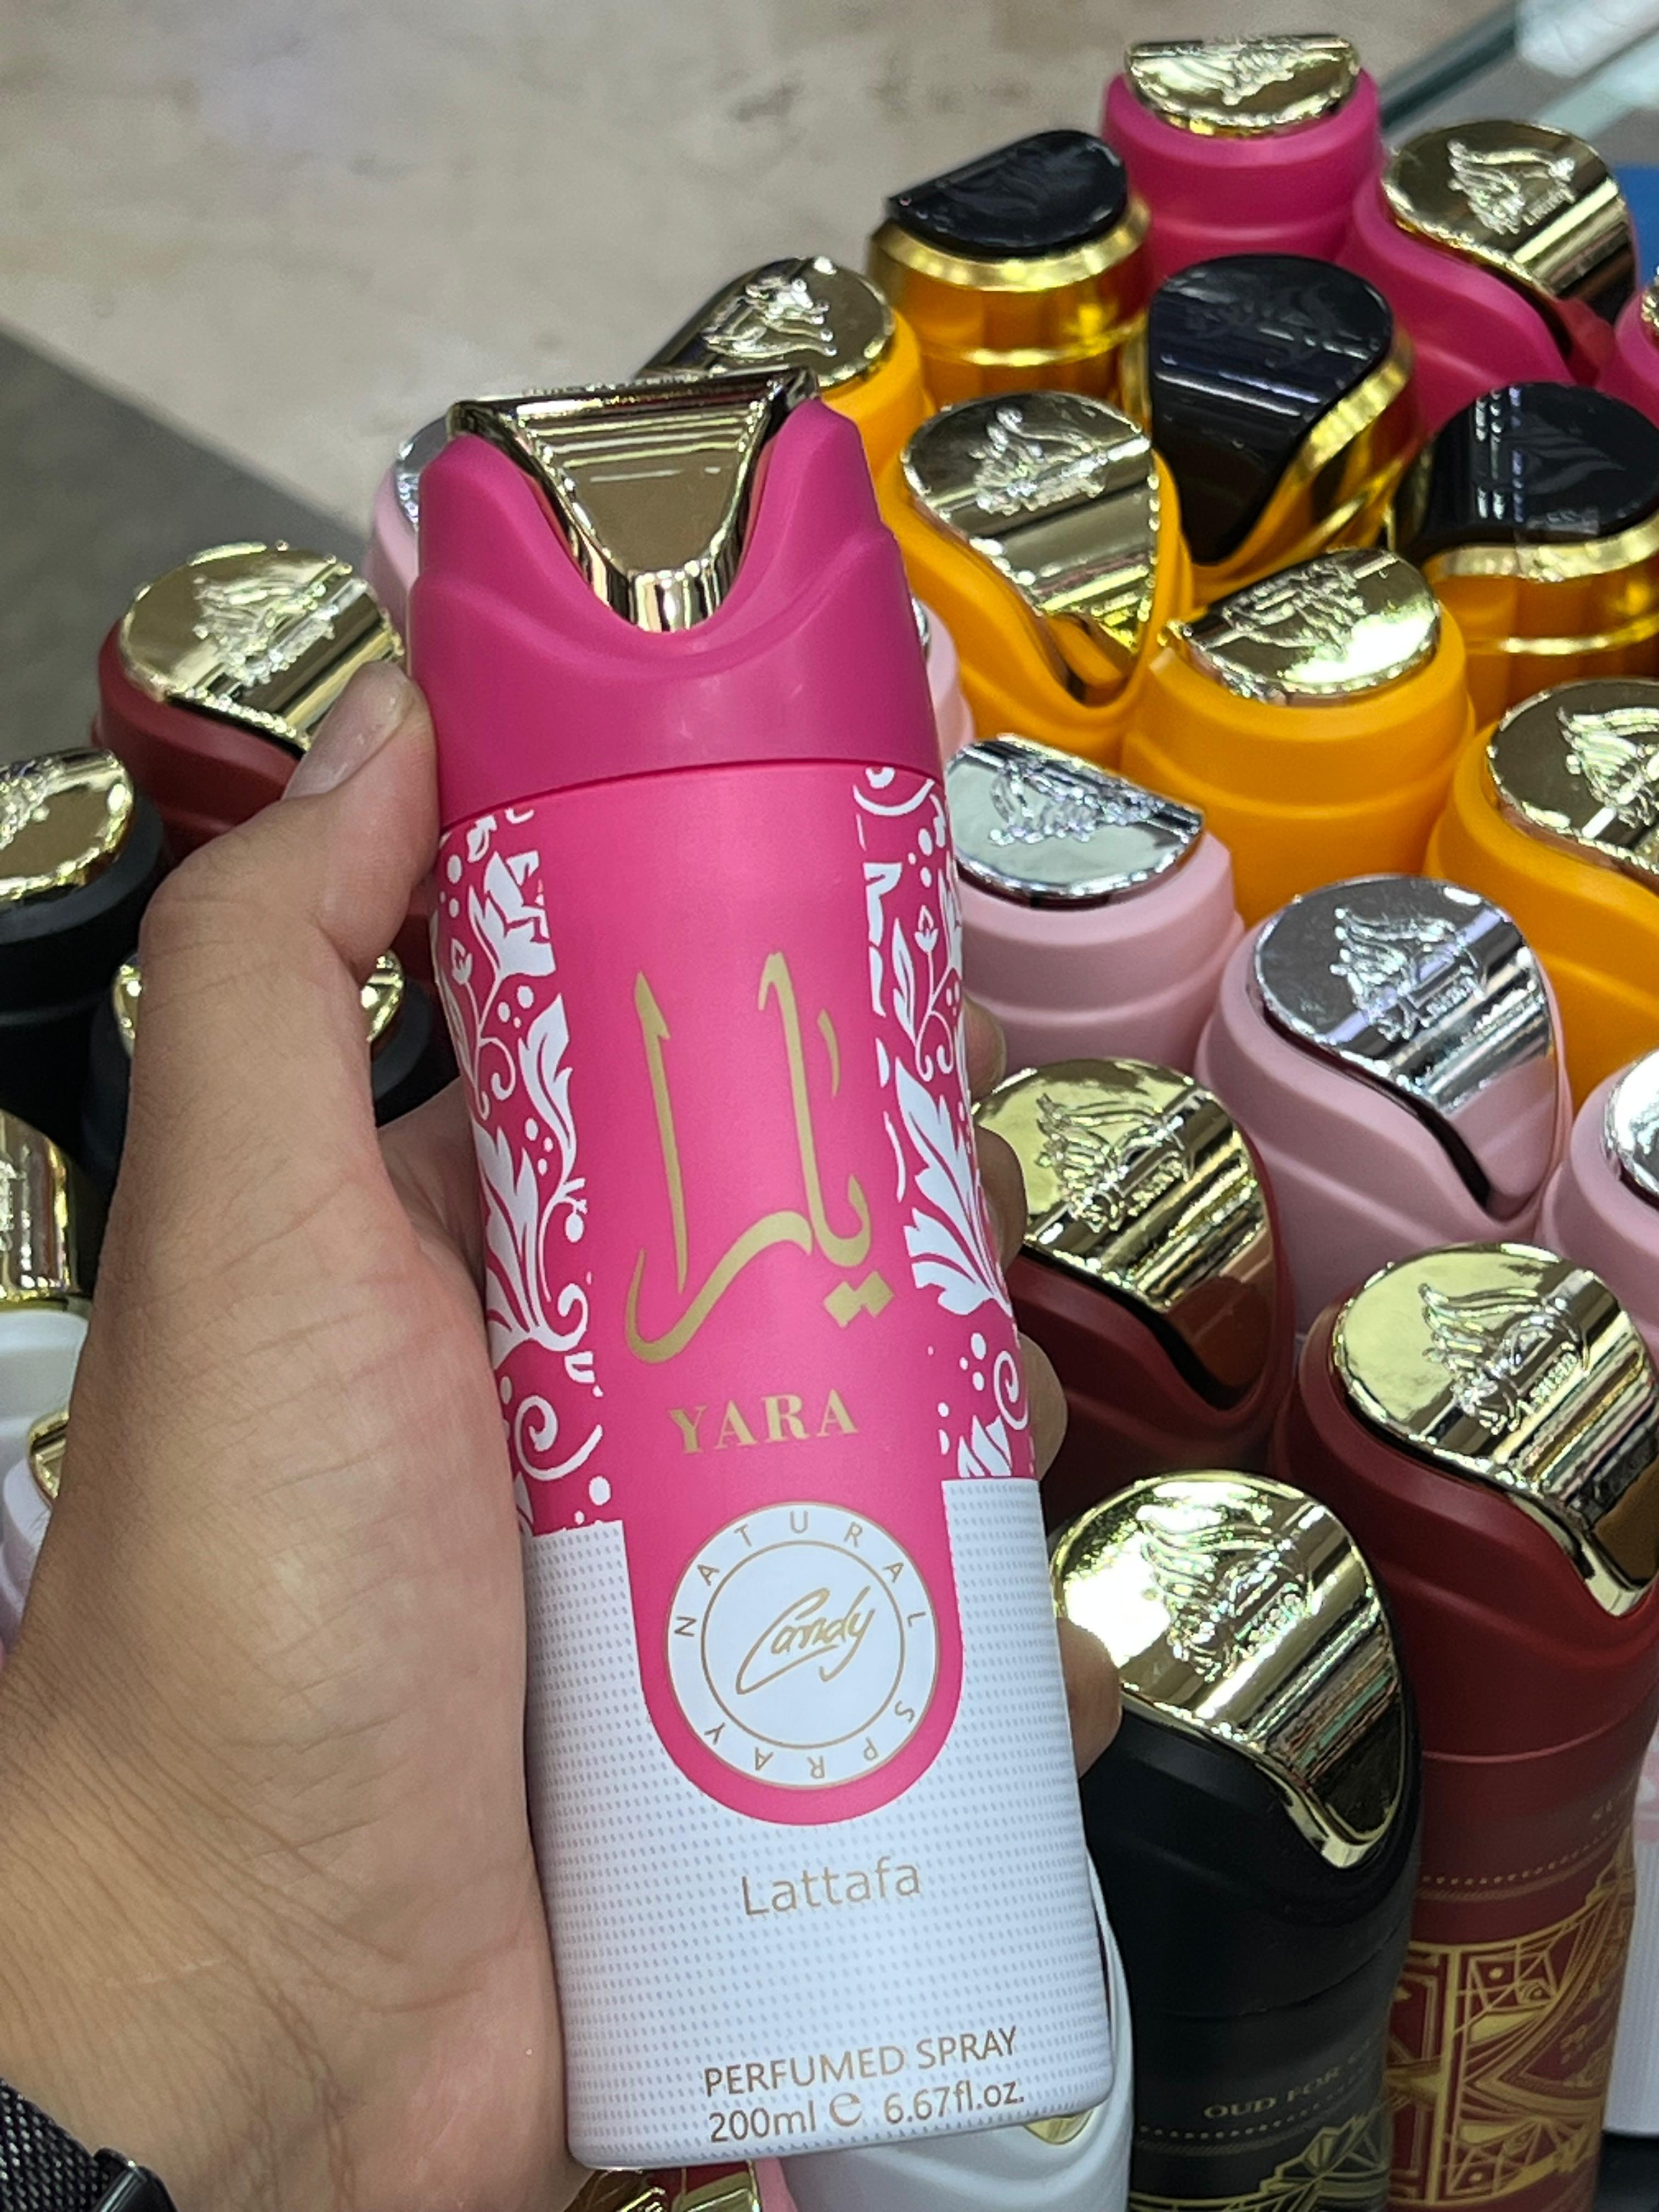 يارا
YARA
NATURAL SPRAY
Candy
Lattafa
PERFUMED SPRAY
200ml e 6.67fl.oz.
OUD FOR